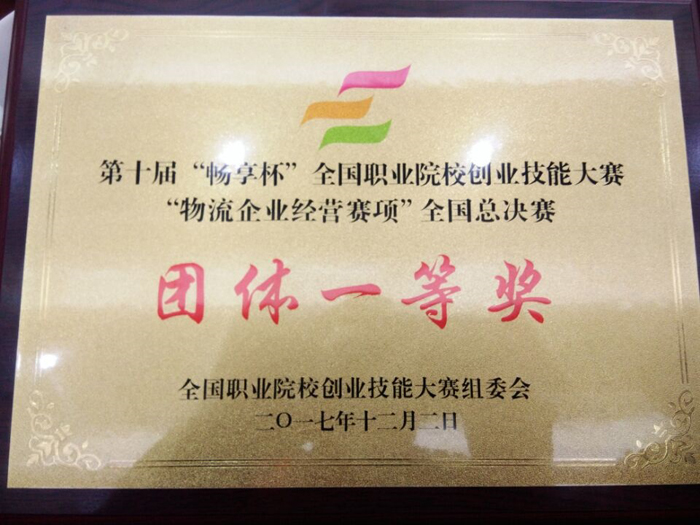 第十届“畅享杯”全国职业院校创业技能大赛
“物流企业经营赛项”全国总决赛
团体一等奖
全国职业院校创业技能大赛组委会
二〇一七年十二月二日